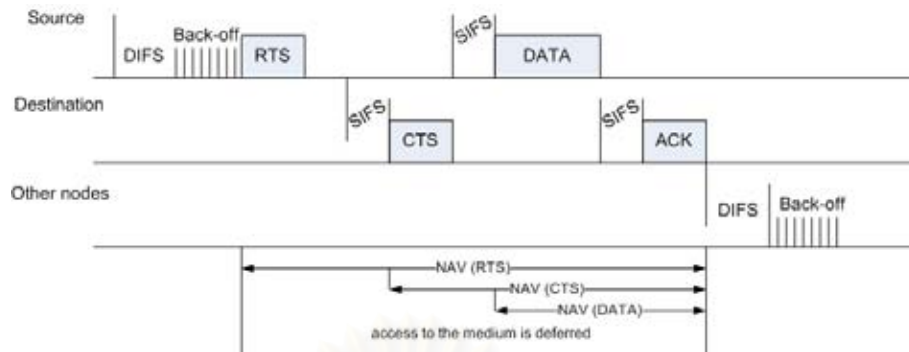 Source
DIFS
Back-off
RTS
SIFS
DATA
Destination
SIFS
CTS
SIFS
ACK
Other nodes
DIFS
Back-off
NAV (RTS)
NAV (CTS)
NAV (DATA)
access to the medium is deferred